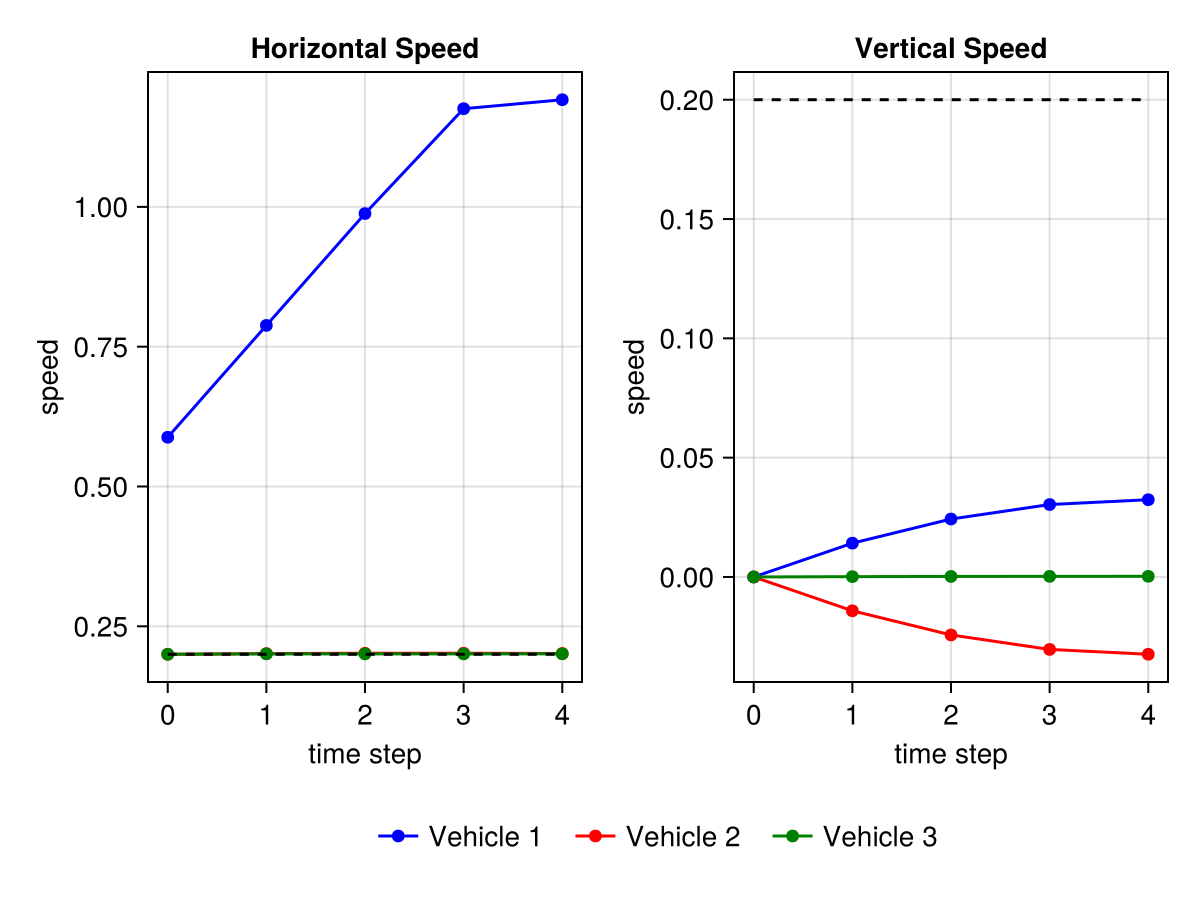 Horizontal Speed
speed
1.00
0.75
0.50
0.25
0 1 2 3 4
time step
Vertical Speed
speed
0.20
0.15
0.10
0.05
0.00
0 1 2 3 4
time step
Vehicle 1 Vehicle 2 Vehicle 3